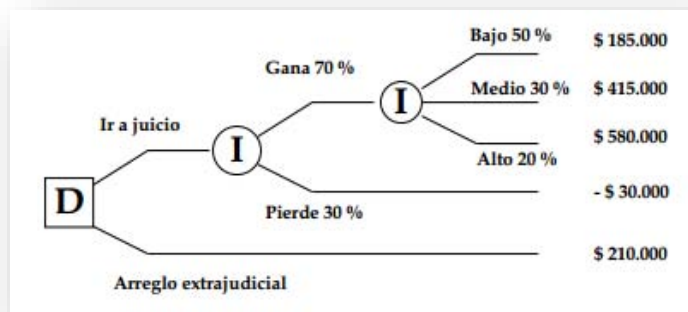 Bajo 50 % $ 185.000
Gana 70 %
Medio 30 % $ 415.000
I
Ir a juicio
$ 580.000
I
Alto 20 %
D
- $ 30.000
Pierde 30 %
$ 210.000
Arreglo extrajudicial